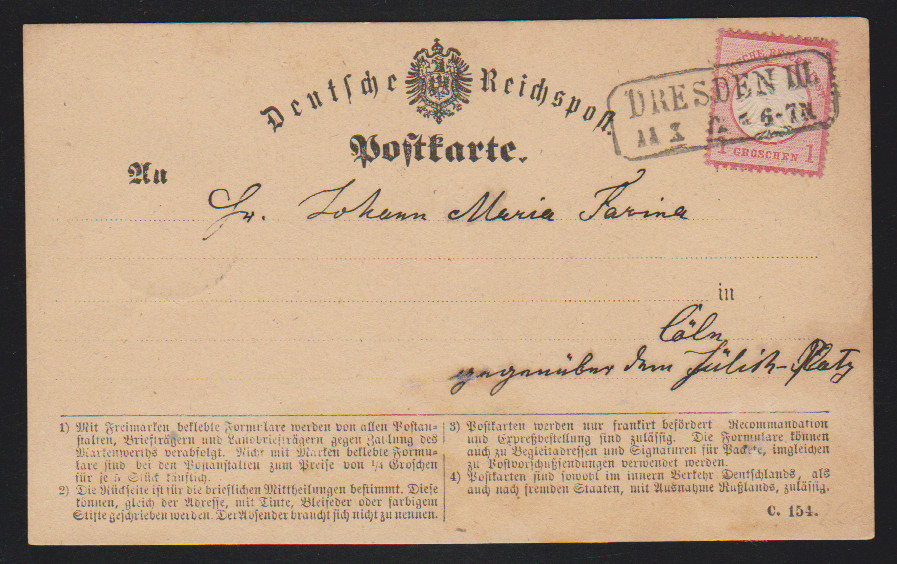 Deutsche Reichspost.
Postkarte.
DRESDEN III.
11 X 72 6-7N
1 GROSCHEN 1
An
Hr. Johann Maria Farina
in
Cöln
gegenüber dem Jülich-Platz
1) Mit Freimarken beklebte Formulare werden von allen Postan-
stalten, Briefträgern und Landbriefträgern gegen Zahlung des
Markenwerths verabfolgt. Nicht mit Marken beklebte Formu-
lare sind bei den Postanstalten zum Preise von ¼ Groschen
für je 5 Stück käuflich.
2) Die Rückseite ist für die brieflichen Mittheilungen bestimmt. Diese
können, gleich der Adresse, mit Tinte, Bleifeder oder farbigem
Stifte geschrieben werden. Der Absender braucht sich nicht zu nennen.
3) Postkarten werden nur frankirt befördert Recommandation
und Expreßbestellung sind zulässig. Die Formulare können
auch zu Begleitadressen und Signaturen für Packete, imgleichen
zu Postvorschußsendungen verwendet werden.
4) Postkarten sind sowohl im innern Verkehr Deutschlands, als
auch nach fremden Staaten, mit Ausnahme Rußlands, zulässig.
C. 154.